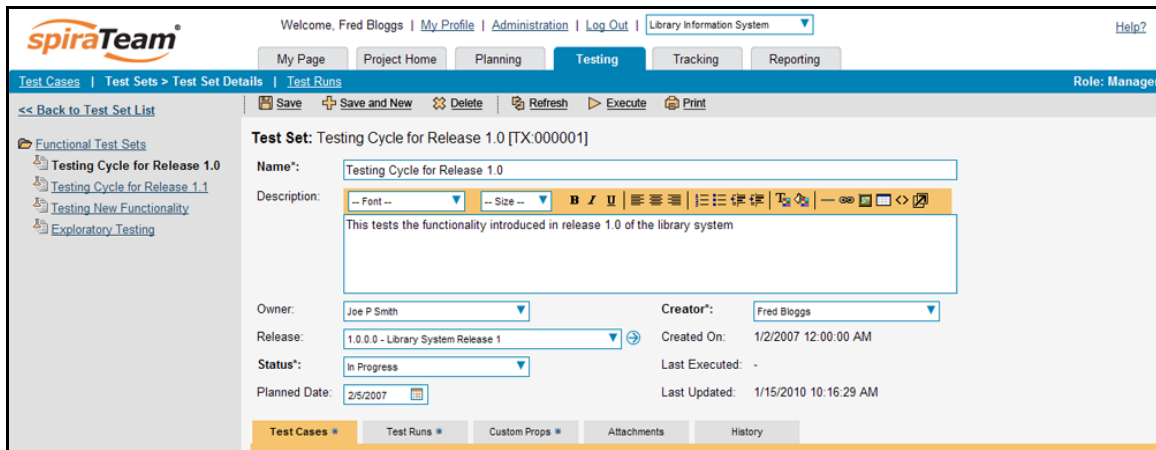 spiraTeam®
Welcome, Fred Bloggs | My Profile | Administration | Log Out | Library Information System
Help?
My Page Project Home Planning Testing Tracking Reporting
Test Cases | Test Sets > Test Set Details | Test Runs
Role: Manager
<< Back to Test Set List
Functional Test Sets
Testing Cycle for Release 1.0
Testing Cycle for Release 1.1
Testing New Functionality
Exploratory Testing
Save Save and New Delete Refresh Execute Print
Test Set: Testing Cycle for Release 1.0 [TX:000001]
Name*: Testing Cycle for Release 1.0
Description: -- Font -- -- Size -- B I U
This tests the functionality introduced in release 1.0 of the library system
Owner: Joe P Smith Creator*: Fred Bloggs
Release: 1.0.0.0 - Library System Release 1 Created On: 1/2/2007 12:00:00 AM
Status*: In Progress Last Executed: -
Planned Date: 2/5/2007 Last Updated: 1/15/2010 10:16:29 AM
Test Cases Test Runs Custom Props Attachments History